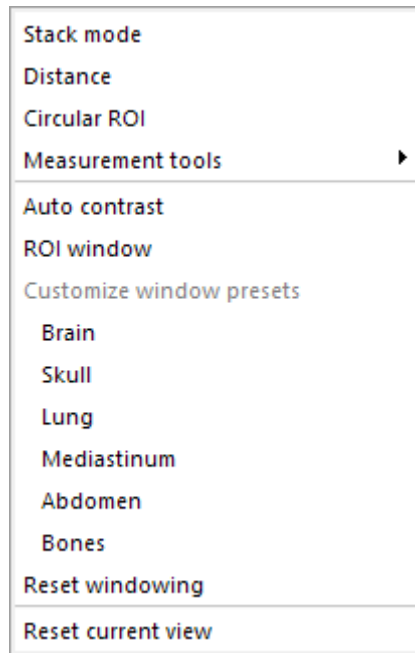 Stack mode
Distance
Circular ROI
Measurement tools
Auto contrast
ROI window
Customize window presets
Brain
Skull
Lung
Mediastinum
Abdomen
Bones
Reset windowing
Reset current view